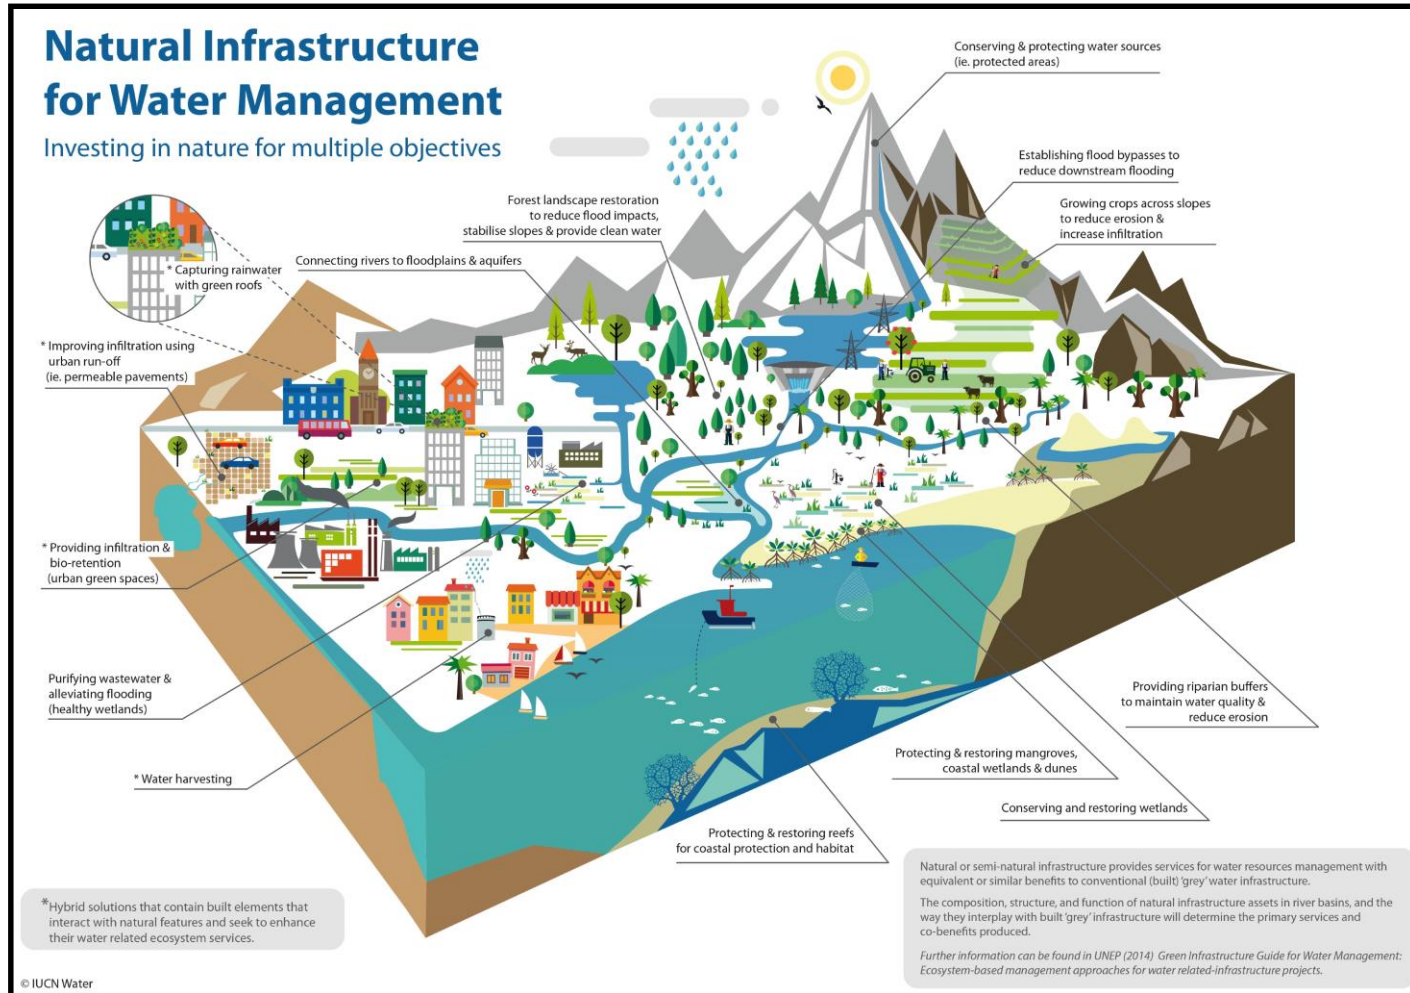 Natural Infrastructure
for Water Management
Investing in nature for multiple objectives
Conserving & protecting water sources
(ie. protected areas)
Establishing flood bypasses to
reduce downstream flooding
Growing crops across slopes
to reduce erosion &
increase infiltration
Forest landscape restoration
to reduce flood impacts,
stabilise slopes & provide clean water
Connecting rivers to floodplains & aquifers
* Capturing rainwater
with green roofs
* Improving infiltration using
urban run-off
(ie. permeable pavements)
* Providing infiltration &
bio-retention
(urban green spaces)
Purifying wastewater &
alleviating flooding
(healthy wetlands)
* Water harvesting
Providing riparian buffers
to maintain water quality &
reduce erosion
Protecting & restoring mangroves,
coastal wetlands & dunes
Conserving and restoring wetlands
Protecting & restoring reefs
for coastal protection and habitat
*Hybrid solutions that contain built elements that
interact with natural features and seek to enhance
their water related ecosystem services.
Natural or semi-natural infrastructure provides services for water resources management with
equivalent or similar benefits to conventional (built) 'grey' water infrastructure.
The composition, structure, and function of natural infrastructure assets in river basins, and the
way they interplay with built 'grey' infrastructure will determine the primary services and
co-benefits produced.
Further information can be found in UNEP (2014) Green Infrastructure Guide for Water Management:
Ecosystem-based management approaches for water related-infrastructure projects.
© IUCN Water